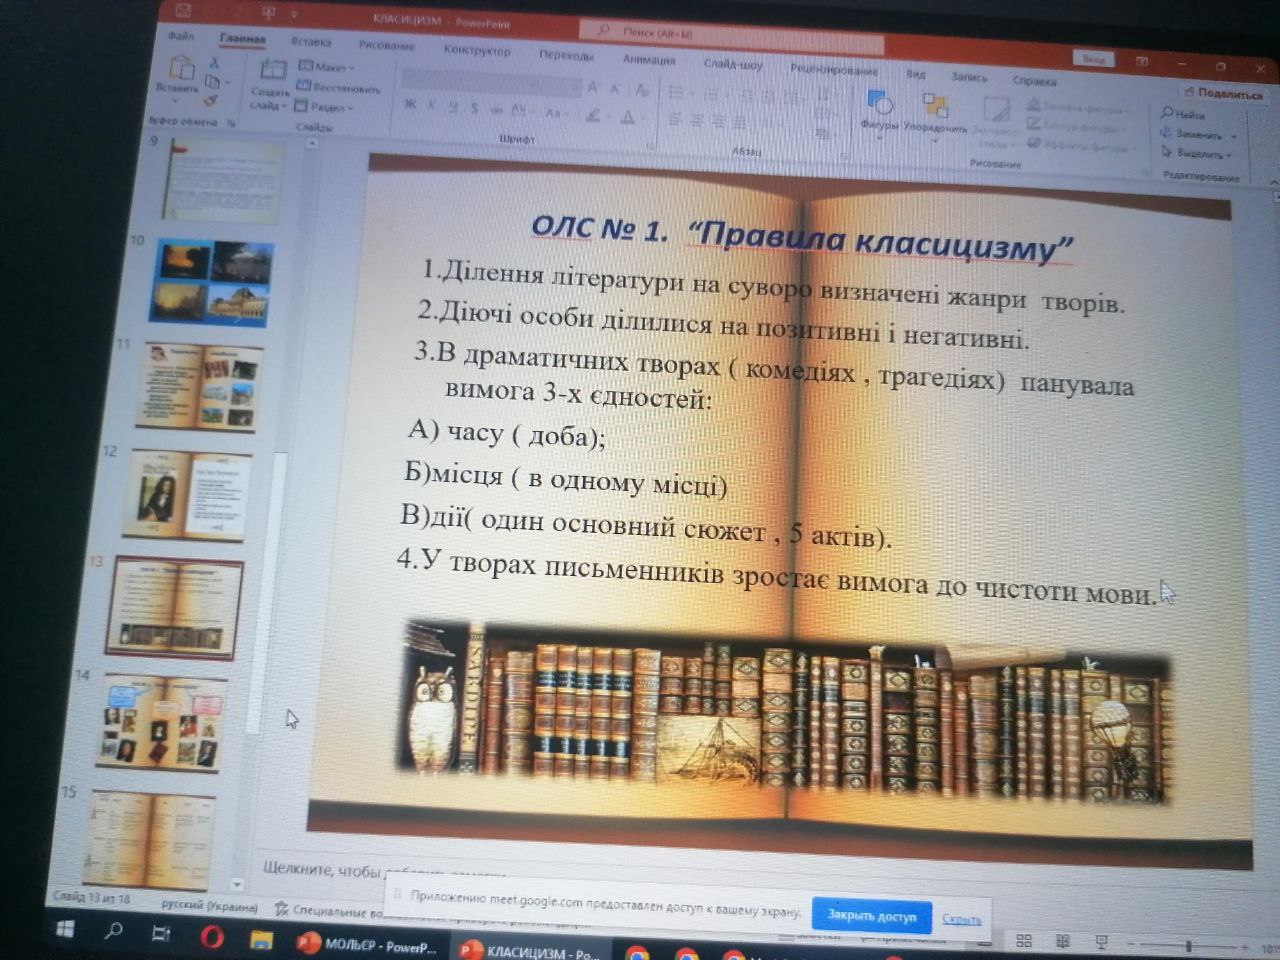 КЛАСИЦИЗМ - PowerPoint
Поиск (Alt+Ы)
Вход
Файл Главная Вставка Рисование Конструктор Переходы Анимация Слайд-шоу Рецензирование Вид Запись Справка
Поделиться
Вставить
Создать слайд
Макет
Восстановить
Раздел
Фигуры
Упорядочить
Заливка фигуры
Контур фигуры
Эффекты фигуры
Найти
Заменить
Выделить
Буфер обмена Слайды Шрифт Абзац Рисование Редактирование
9
10
11
12
13
14
15
ОЛС № 1. “Правила класицизму”
1.Ділення літератури на суворо визначені жанри творів.
2.Діючі особи ділилися на позитивні і негативні.
3.В драматичних творах ( комедіях , трагедіях) панувала
вимога 3-х єдностей:
А) часу ( доба);
Б)місця ( в одному місці)
В)дії( один основний сюжет , 5 актів).
4.У творах письменників зростає вимога до чистоти мови.
Щелкните, чтобы
Приложению meet.google.com предоставлен доступ к вашему экрану.
Закрыть доступ
Скрыть
Слайд 13 из 18 русский (Украина) Специальные
МОЛЬЄР - PowerP...
КЛАСИЦИЗМ - Po...